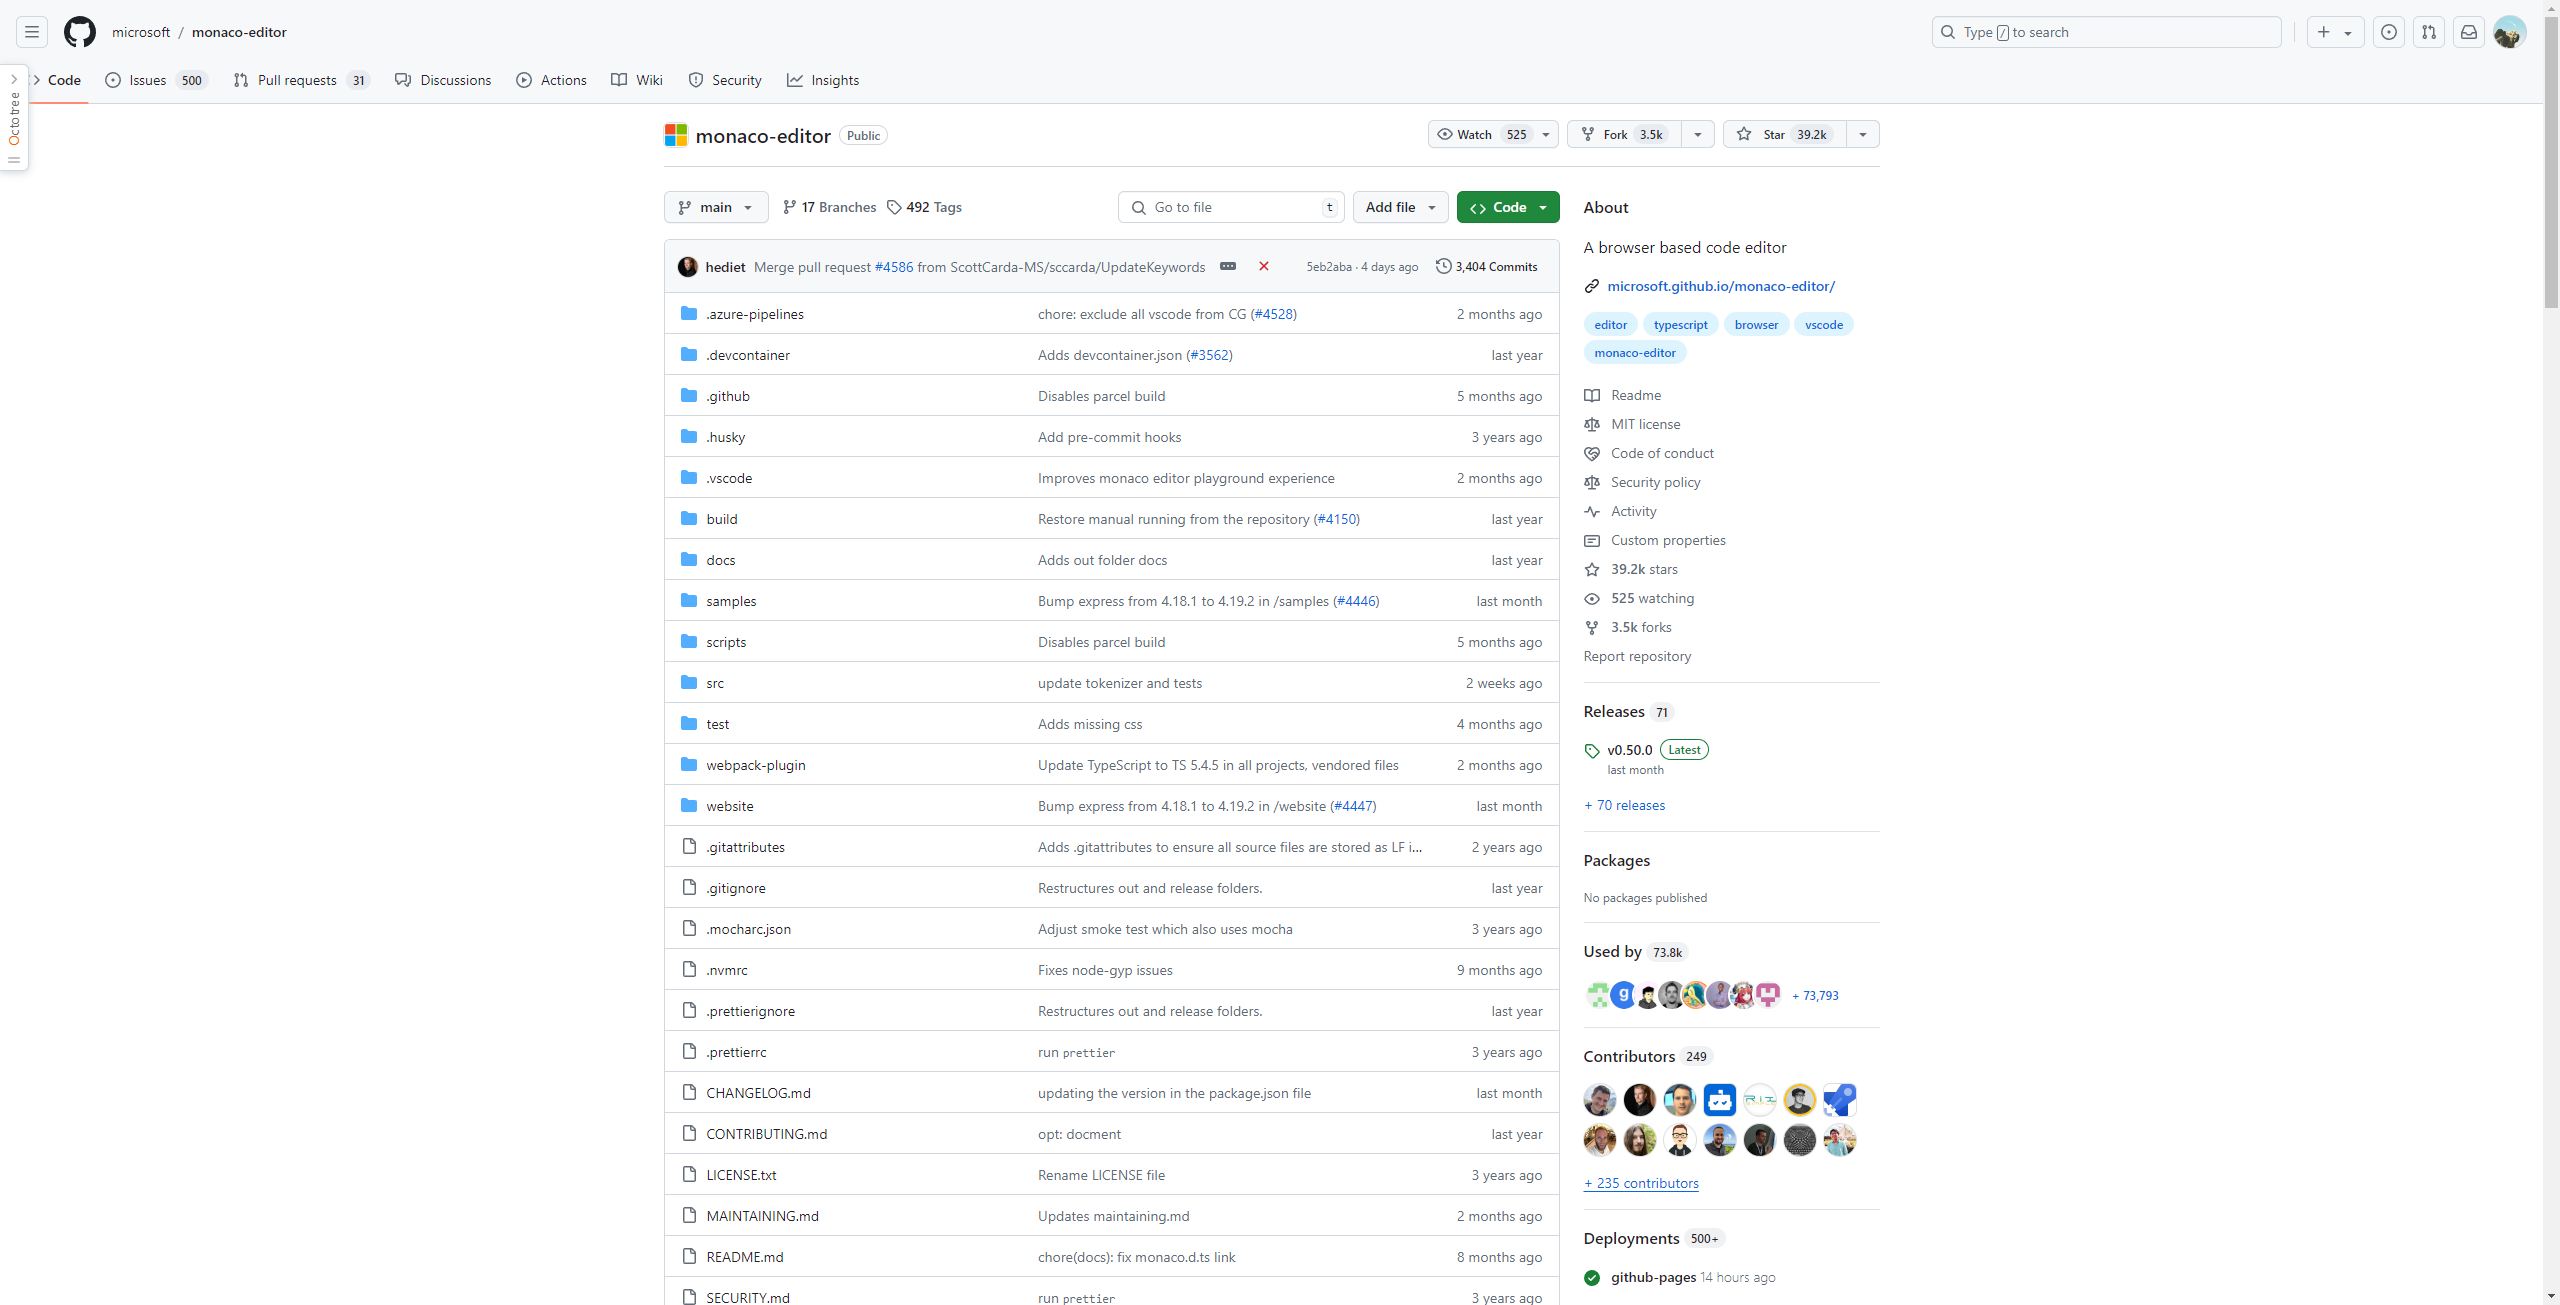 microsoft / monaco-editor
Type / to search
Code
Issues 500
Pull requests 31
Discussions
Actions
Wiki
Security
Insights
Octotree
monaco-editor Public
Watch 525
Fork 3.5k
Star 39.2k
main
17 Branches
492 Tags
Go to file t
Add file
Code
hediet Merge pull request #4586 from ScottCarda-MS/sccarda/UpdateKeywords 5eb2aba · 4 days ago 3,404 Commits
.azure-pipelines chore: exclude all vscode from CG (#4528) 2 months ago
.devcontainer Adds devcontainer.json (#3562) last year
.github Disables parcel build 5 months ago
.husky Add pre-commit hooks 3 years ago
.vscode Improves monaco editor playground experience 2 months ago
build Restore manual running from the repository (#4150) last year
docs Adds out folder docs last year
samples Bump express from 4.18.1 to 4.19.2 in /samples (#4446) last month
scripts Disables parcel build 5 months ago
src update tokenizer and tests 2 weeks ago
test Adds missing css 4 months ago
webpack-plugin Update TypeScript to TS 5.4.5 in all projects, vendored files 2 months ago
website Bump express from 4.18.1 to 4.19.2 in /website (#4447) last month
.gitattributes Adds .gitattributes to ensure all source files are stored as LF i... 2 years ago
.gitignore Restructures out and release folders. last year
.mocharc.json Adjust smoke test which also uses mocha 3 years ago
.nvmrc Fixes node-gyp issues 9 months ago
.prettierignore Restructures out and release folders. last year
.prettierrc run prettier 3 years ago
CHANGELOG.md updating the version in the package.json file last month
CONTRIBUTING.md opt: docment last year
LICENSE.txt Rename LICENSE file 3 years ago
MAINTAINING.md Updates maintaining.md 2 months ago
README.md chore(docs): fix monaco.d.ts link 8 months ago
SECURITY.md run prettier 3 years ago
About
A browser based code editor
microsoft.github.io/monaco-editor/
editor typescript browser vscode
monaco-editor
Readme
MIT license
Code of conduct
Security policy
Activity
Custom properties
39.2k stars
525 watching
3.5k forks
Report repository
Releases 71
v0.50.0 Latest
last month
+ 70 releases
Packages
No packages published
Used by 73.8k
g
+ 73,793
Contributors 249
+ 235 contributors
Deployments 500+
github-pages 14 hours ago